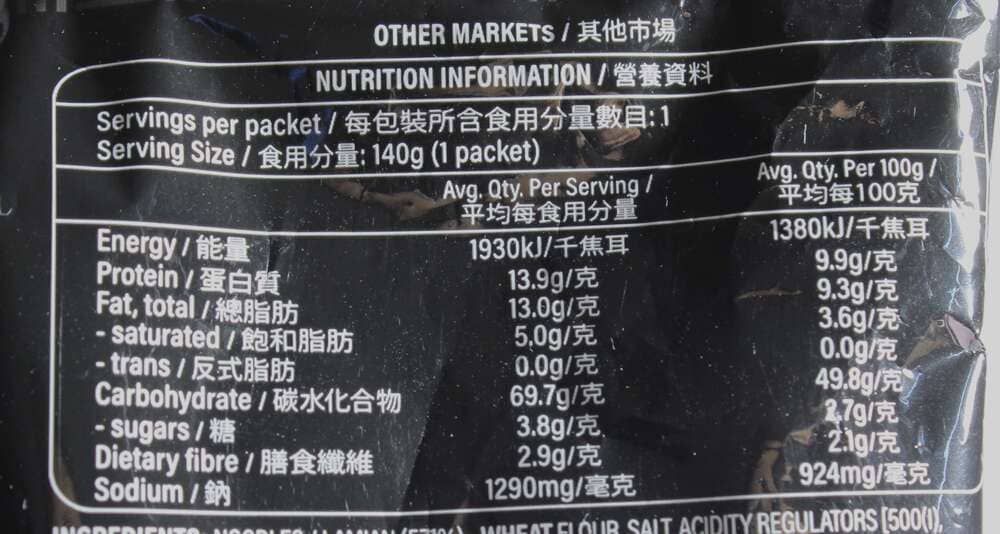 OTHER MARKETS / 其他市場
NUTRITION INFORMATION / 營養資料
Servings per packet / 每包裝所含食用分量數目: 1
Serving Size / 食用分量: 140g (1 packet)
Avg. Qty. Per Serving / Avg. Qty. Per 100g /
平均每食用分量 平均每100克
Energy / 能量 1930kJ/千焦耳 1380kJ/千焦耳
Protein / 蛋白質 13.9g/克 9.9g/克
Fat, total / 總脂肪 13.0g/克 9.3g/克
- saturated / 飽和脂肪 5.0g/克 3.6g/克
- trans / 反式脂肪 0.0g/克 0.0g/克
Carbohydrate / 碳水化合物 69.7g/克 49.8g/克
- sugars / 糖 3.8g/克 2.7g/克
Dietary fibre / 膳食纖維 2.9g/克 2.1g/克
Sodium / 鈉 1290mg/毫克 924mg/毫克
INGREDIENTS: NOODLES WHEAT FLOUR, SALT, ACIDITY REGULATORS [500(I),